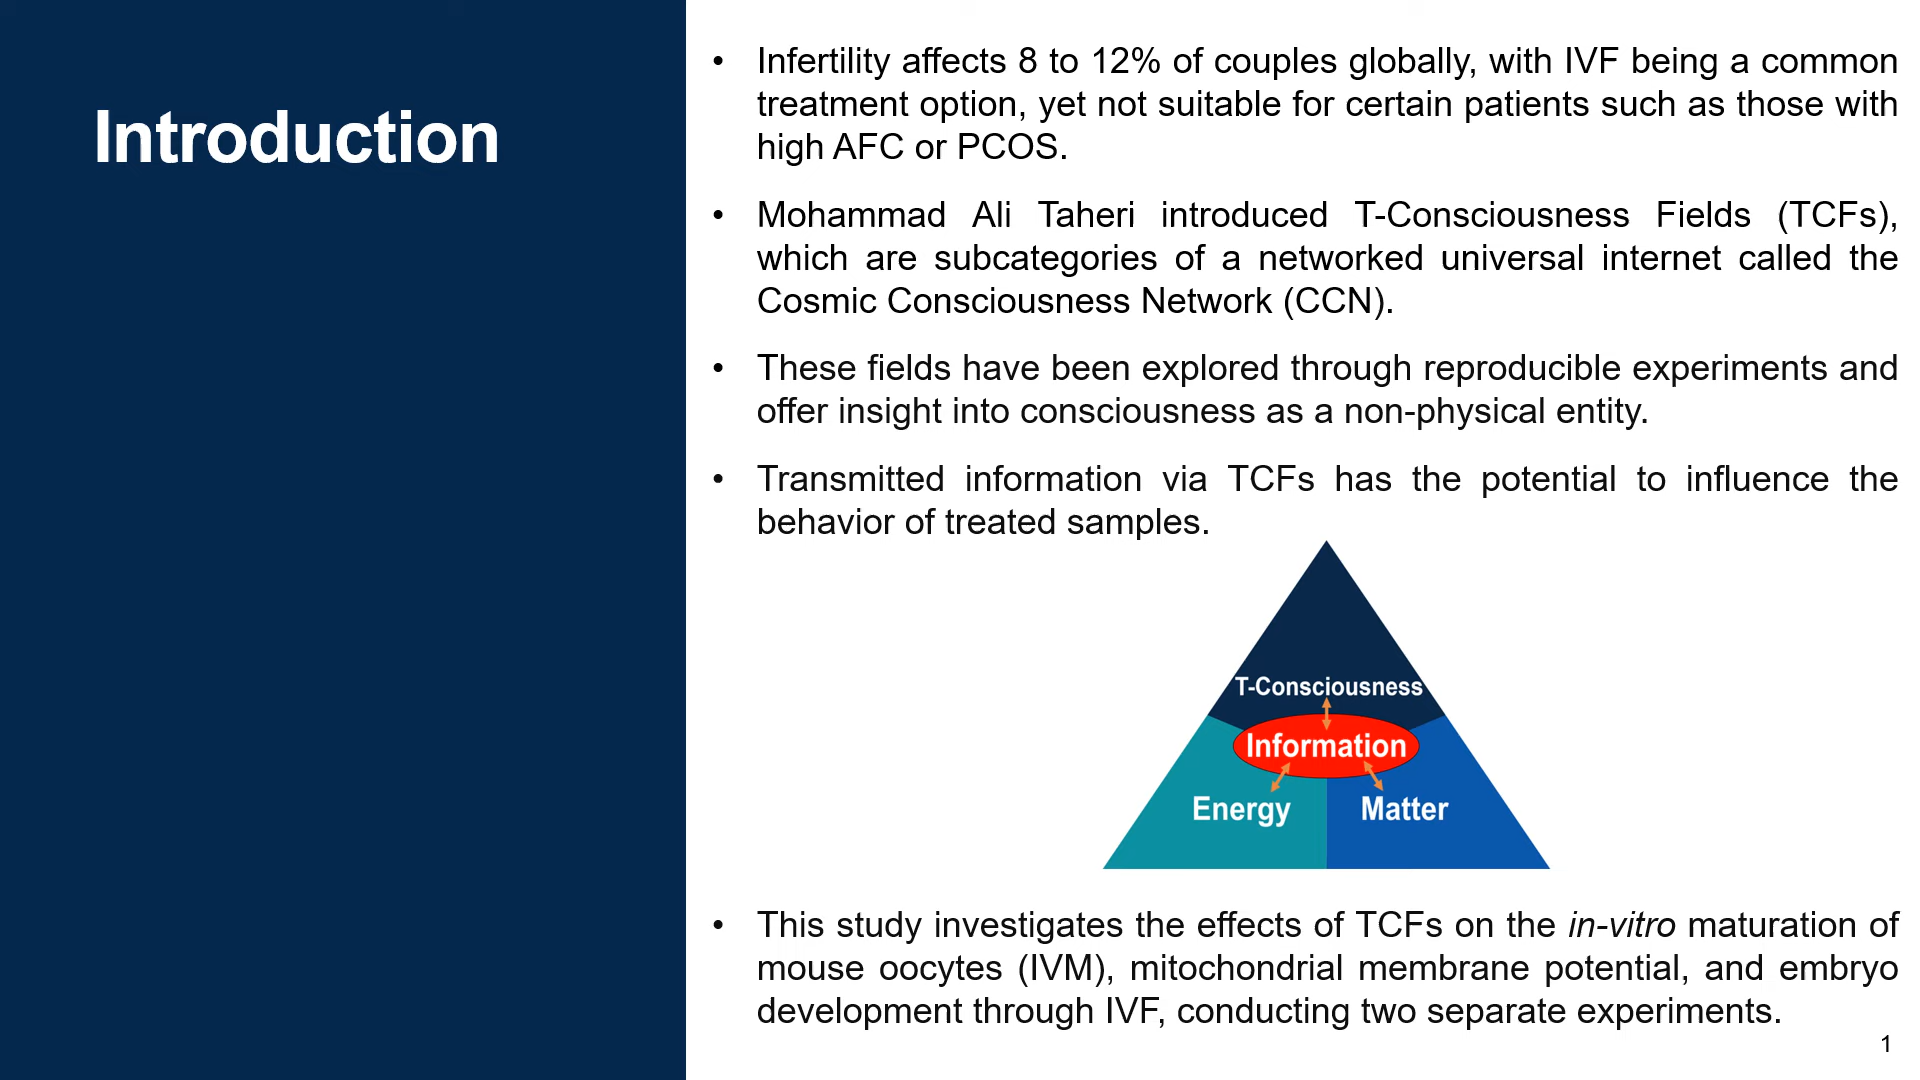 Introduction
• Infertility affects 8 to 12% of couples globally, with IVF being a common
treatment option, yet not suitable for certain patients such as those with
high AFC or PCOS.
• Mohammad Ali Taheri introduced T-Consciousness Fields (TCFs),
which are subcategories of a networked universal internet called the
Cosmic Consciousness Network (CCN).
• These fields have been explored through reproducible experiments and
offer insight into consciousness as a non-physical entity.
• Transmitted information via TCFs has the potential to influence the
behavior of treated samples.
T-Consciousness
Information
Energy
Matter
• This study investigates the effects of TCFs on the in-vitro maturation of
mouse oocytes (IVM), mitochondrial membrane potential, and embryo
development through IVF, conducting two separate experiments.
1